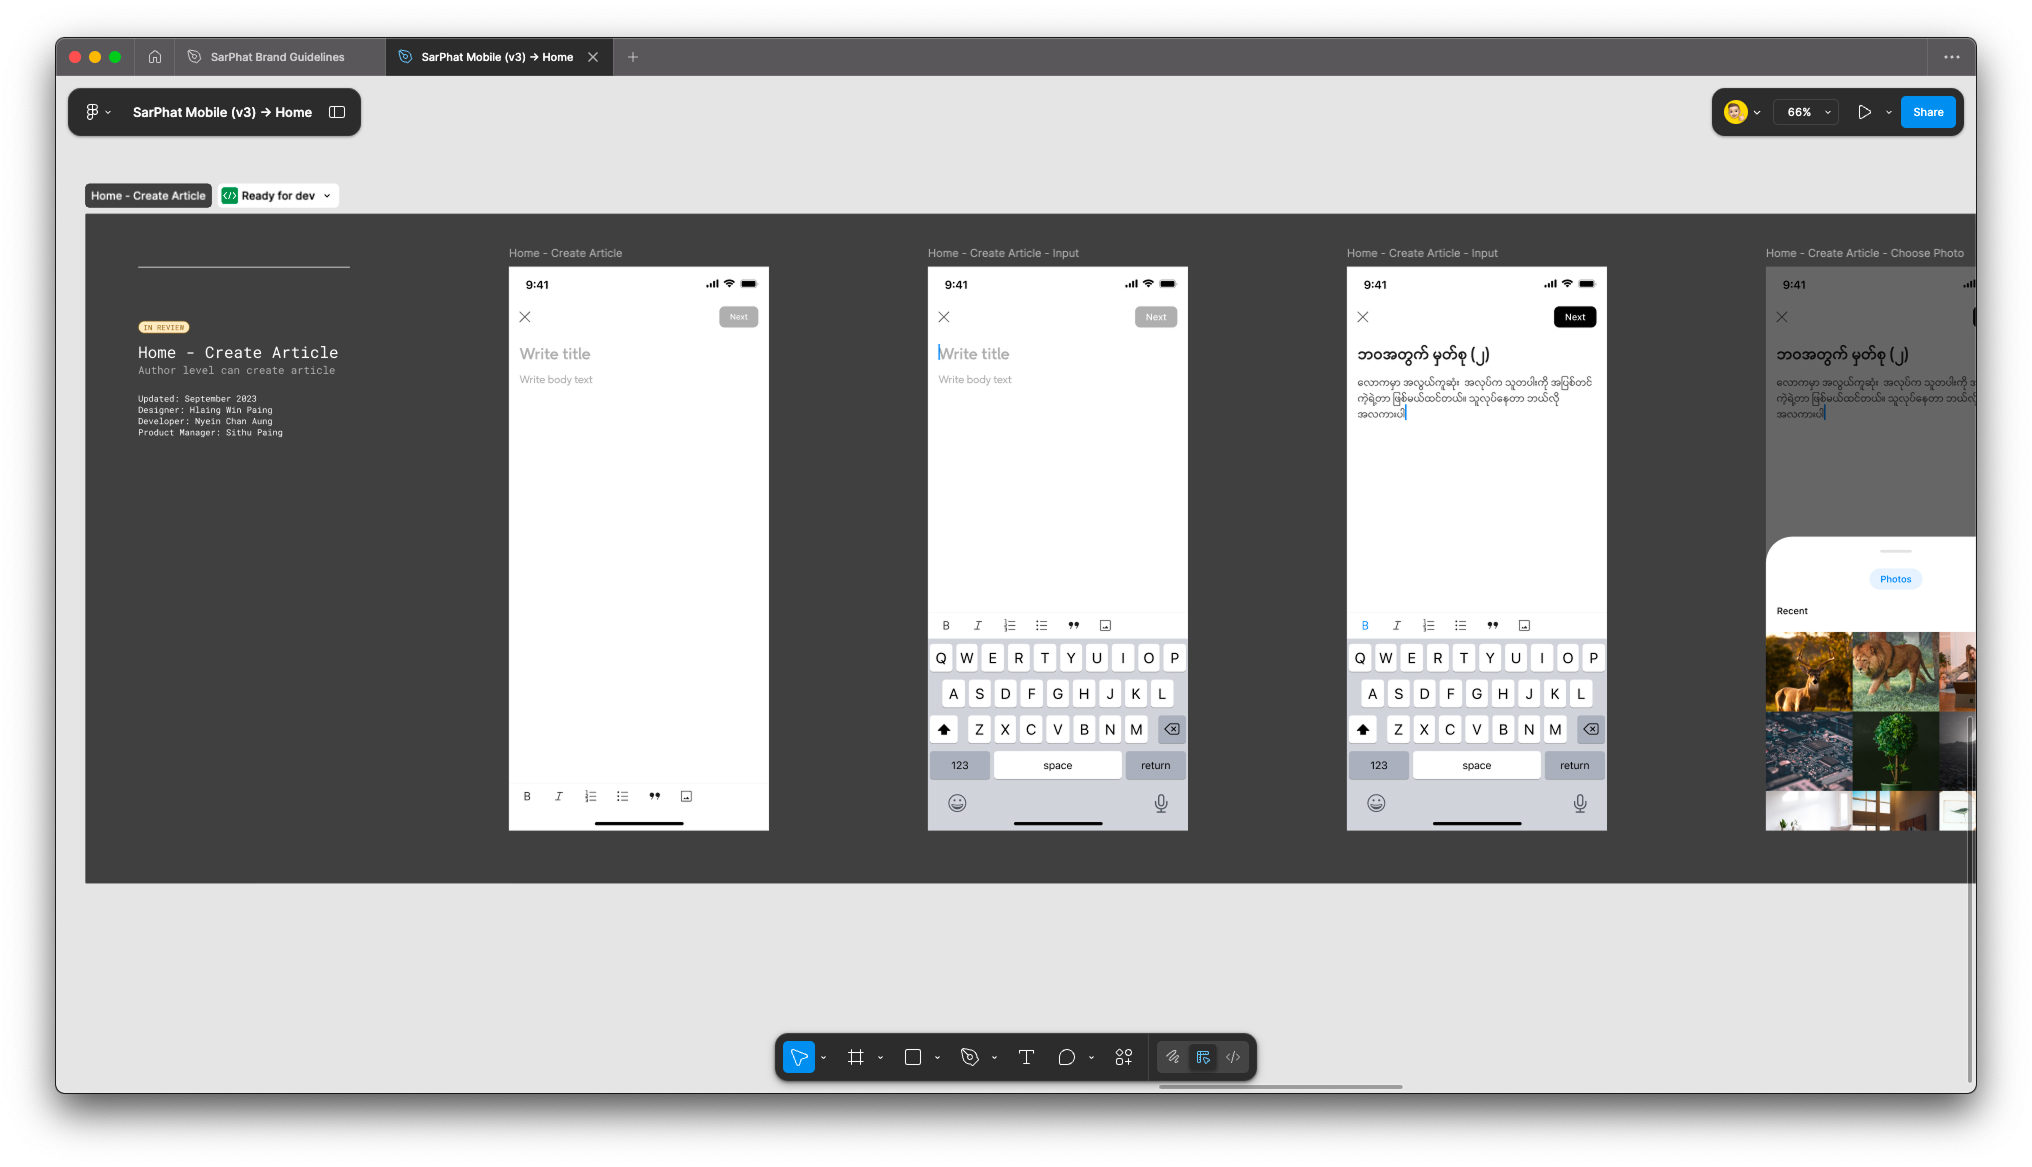 SarPhat Brand Guidelines
SarPhat Mobile (v3) → Home
SarPhat Mobile (v3) → Home
66%
Share
Home - Create Article
Ready for dev
IN REVIEW
Home - Create Article
Author level can create article
Updated: September 2023
Designer: Hlaing Win Paing
Developer: Nyein Chan Aung
Product Manager: Sithu Paing
Home - Create Article
9:41
Next
Write title
Write body text
B I
Home - Create Article - Input
9:41
Next
Write title
Write body text
B I
Q W E R T Y U I O P
A S D F G H J K L
Z X C V B N M
123 space return
Home - Create Article - Input
9:41
Next
ဘဝအတွက် မှတ်စု (၂)
လောကမှာ အလွယ်ကူဆုံး အလုပ်က သူတပါးကို အပြစ်တင်
ကဲ့ရဲ့တာ ဖြစ်မယ်ထင်တယ်။ သူလုပ်နေတာ ဘယ်လို
အလကားပါ
B I
Q W E R T Y U I O P
A S D F G H J K L
Z X C V B N M
123 space return
Home - Create Article - Choose Photo
9:41
ဘဝအတွက် မှတ်စု (၂)
လောကမှာ အလွယ်ကူဆုံး အလုပ်က သူတပါးကို
ကဲ့ရဲ့တာ ဖြစ်မယ်ထင်တယ်။ သူလုပ်နေတာ
အလကားပါ
Photos
Recent